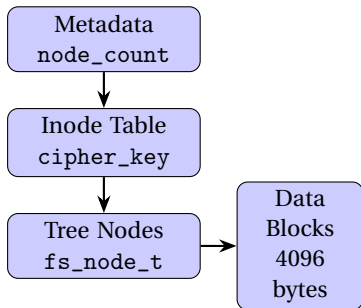 Metadata
node_count
Inode Table
cipher_key
Tree Nodes
fs_node_t
Data
Blocks
4096
bytes